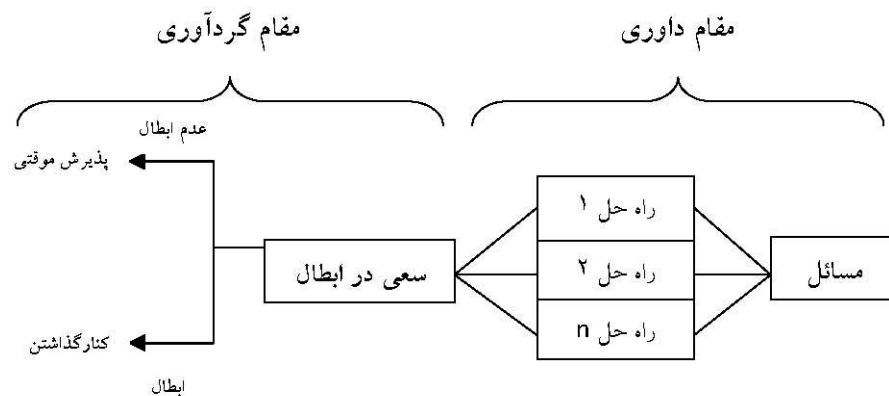 مقام داوری
مقام گردآوری
مسائل
راه حل ۱
راه حل ۲
راه حل n
سعی در ابطال
عدم ابطال
پذیرش موقتی
کنارگذاشتن
ابطال